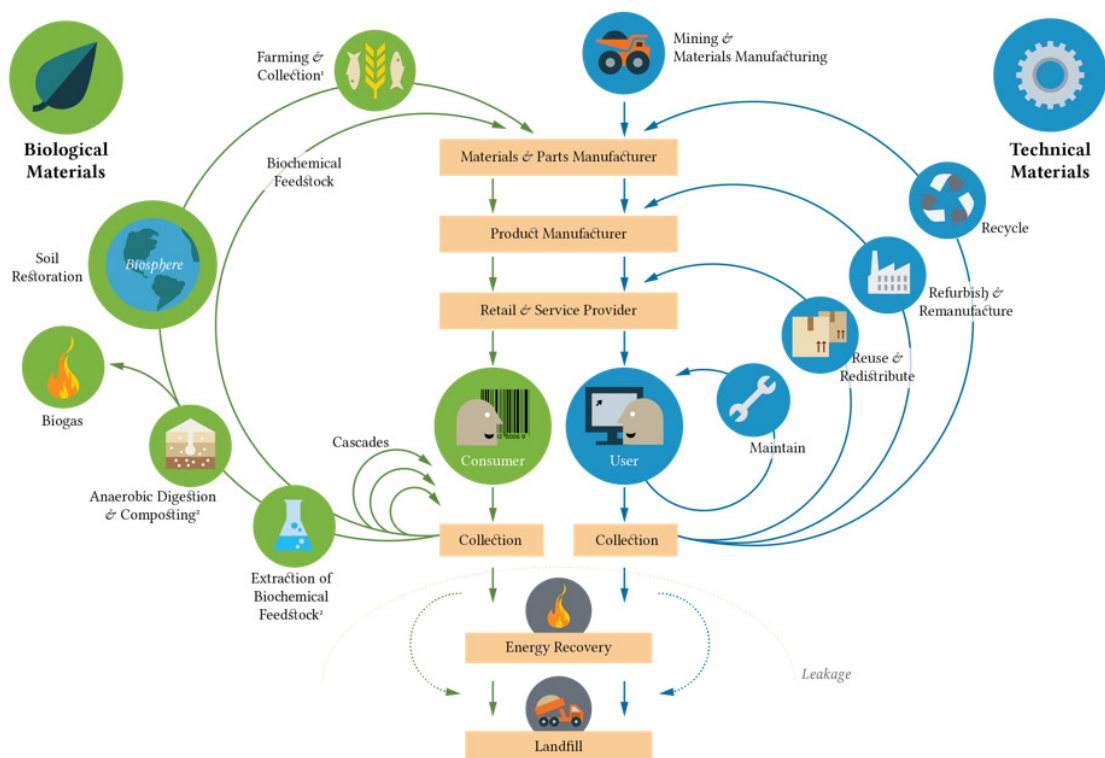 Mining &
Materials Manufacturing
Farming &
Collection¹
Biological
Materials
Technical
Materials
Materials & Parts Manufacturer
Biochemical
Feedstock
Recycle
Product Manufacturer
Soil
Restoration
Biosphere
Refurbish &
Remanufacture
Retail & Service Provider
Reuse &
Redistribute
Biogas
Cascades
Consumer
User
Maintain
Anaerobic Digestion
& Composting²
Collection
Collection
Extraction of
Biochemical
Feedstock²
Energy Recovery
Leakage
Landfill